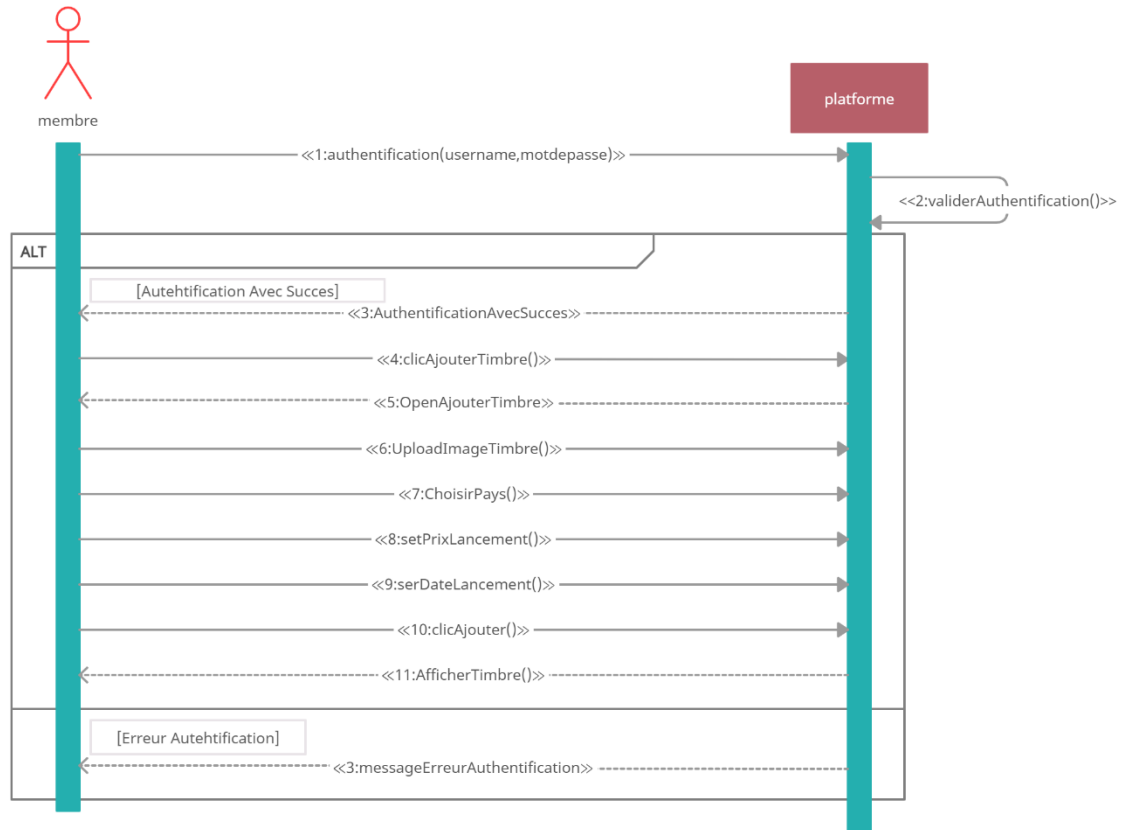 membre
platforme
≪1:authentification(username,motdepasse)≫
<<2:validerAuthentification()>>
ALT
[Autehtification Avec Succes]
≪3:AuthentificationAvecSucces≫
≪4:clicAjouterTimbre()≫
≪5:OpenAjouterTimbre≫
≪6:UploadImageTimbre()≫
≪7:ChoisirPays()≫
≪8:setPrixLancement()≫
≪9:serDateLancement()≫
≪10:clicAjouter()≫
≪11:AfficherTimbre()≫
[Erreur Autehtification]
≪3:messageErreurAuthentification≫